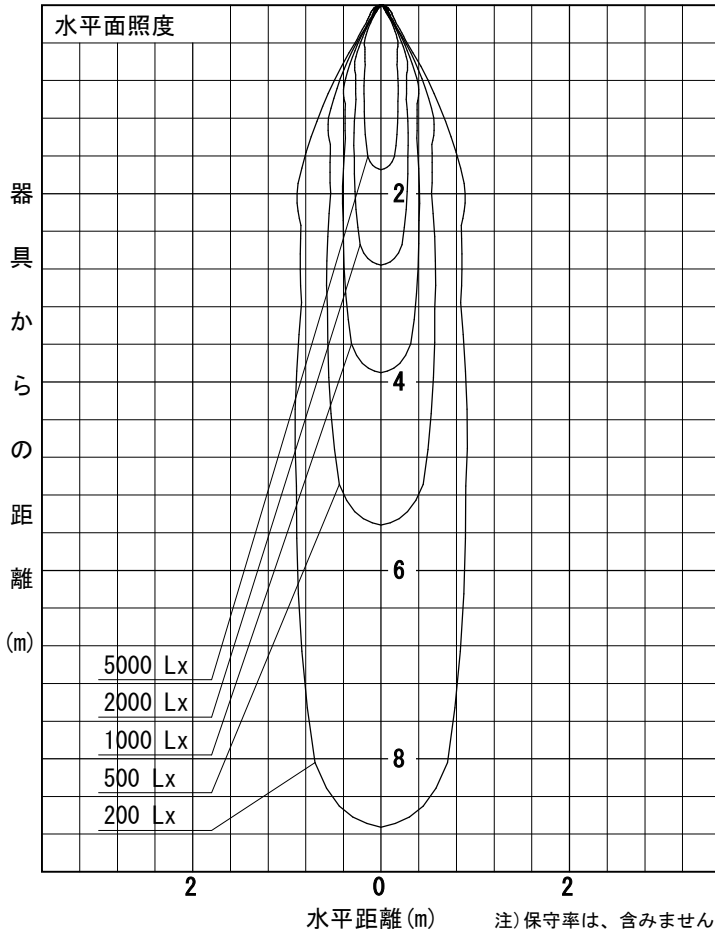 水平面照度
器具からの距離(m)
2
4
6
8
5000 Lx
2000 Lx
1000 Lx
500 Lx
200 Lx
2
0
2
水平距離(m)
注)保守率は、含みません